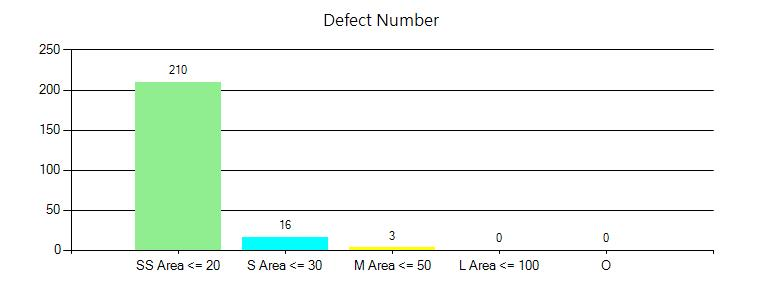 Defect Number
250
200
150
100
50
0
210
16
3
0
0
SS Area <= 20
S Area <= 30
M Area <= 50
L Area <= 100
O